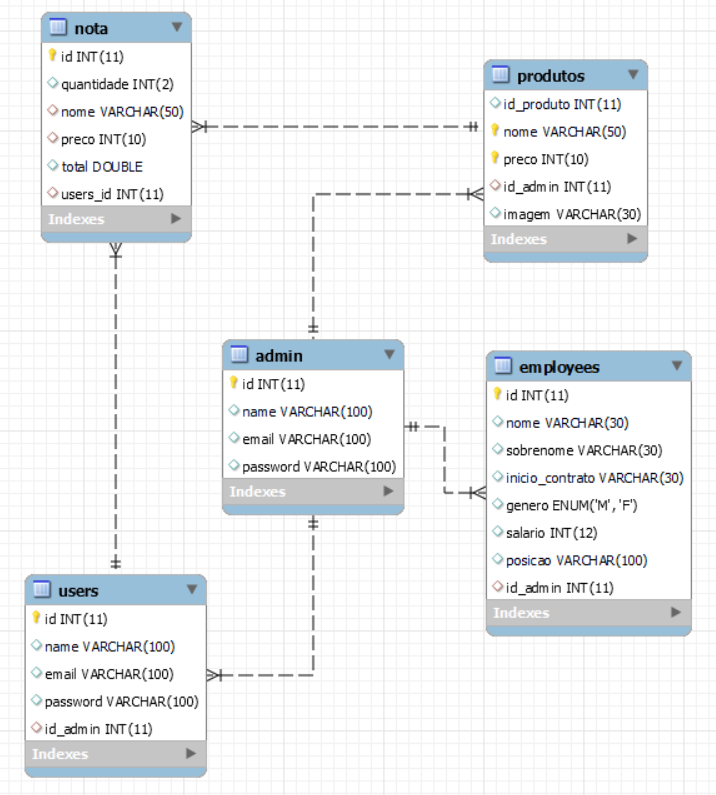 nota
id INT(11)
quantidade INT(2)
nome VARCHAR(50)
preco INT(10)
total DOUBLE
users_id INT(11)
Indexes
produtos
id_produto INT(11)
nome VARCHAR(50)
preco INT(10)
id_admin INT(11)
imagem VARCHAR(30)
Indexes
admin
id INT(11)
name VARCHAR(100)
email VARCHAR(100)
password VARCHAR(100)
Indexes
employees
id INT(11)
nome VARCHAR(30)
sobrenome VARCHAR(30)
inicio_contrato VARCHAR(30)
genero ENUM('M', 'F')
salario INT(12)
posicao VARCHAR(100)
id_admin INT(11)
Indexes
users
id INT(11)
name VARCHAR(100)
email VARCHAR(100)
password VARCHAR(100)
id_admin INT(11)
Indexes